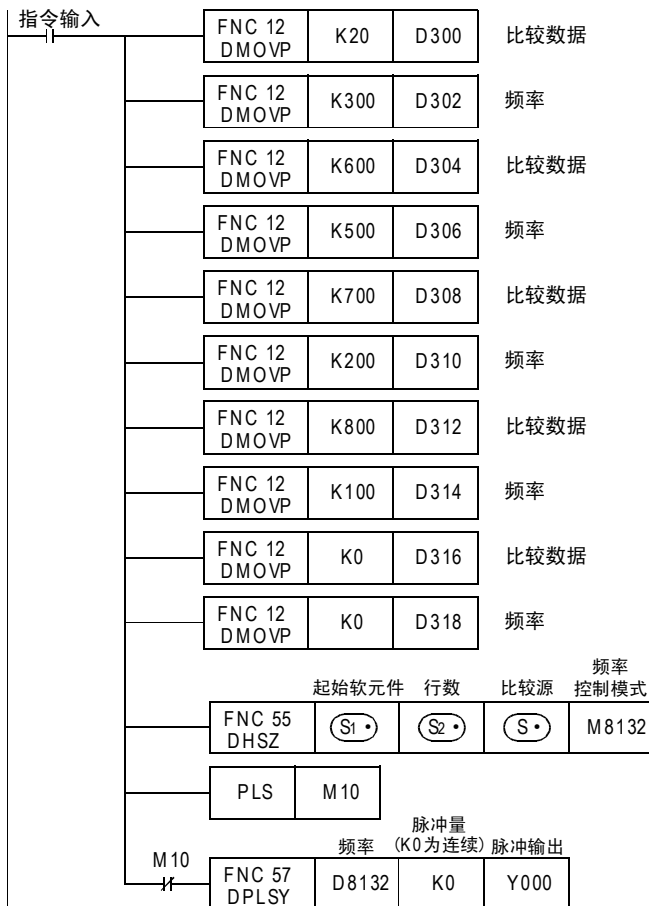 指令输入
FNC 12 DMOVP K20 D300 比较数据
FNC 12 DMOVP K300 D302 频率
FNC 12 DMOVP K600 D304 比较数据
FNC 12 DMOVP K500 D306 频率
FNC 12 DMOVP K700 D308 比较数据
FNC 12 DMOVP K200 D310 频率
FNC 12 DMOVP K800 D312 比较数据
FNC 12 DMOVP K100 D314 频率
FNC 12 DMOVP K0 D316 比较数据
FNC 12 DMOVP K0 D318 频率
起始软元件 行数 比较源 频率控制模式
FNC 55 DHSZ S1• S2• S• M8132
PLS M10
频率 脉冲量(K0为连续) 脉冲输出
M10
FNC 57 DPLSY D8132 K0 Y000